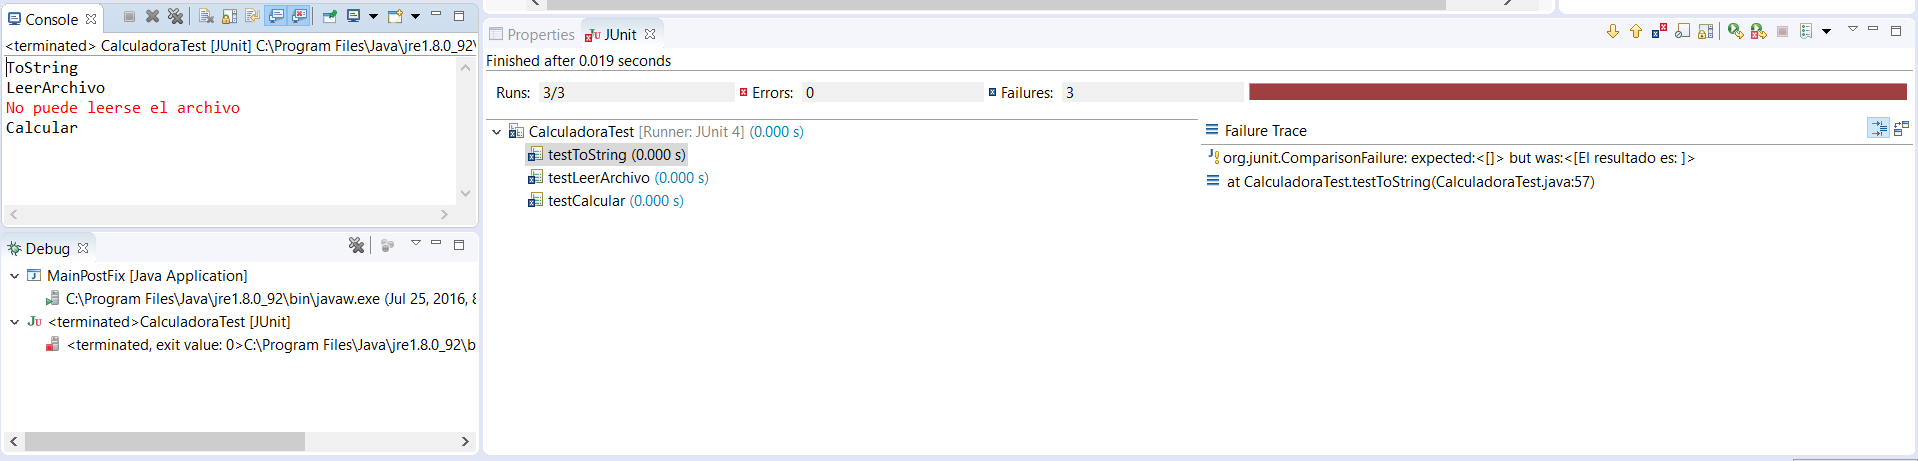 Console
<terminated> CalculadoraTest [JUnit] C:\Program Files\Java\jre1.8.0_92\
ToString
LeerArchivo
No puede leerse el archivo
Calcular
Debug
MainPostFix [Java Application]
C:\Program Files\Java\jre1.8.0_92\bin\javaw.exe (Jul 25, 2016, 8
<terminated>CalculadoraTest [JUnit]
<terminated, exit value: 0>C:\Program Files\Java\jre1.8.0_92\b
Properties JUnit
Finished after 0.019 seconds
Runs: 3/3 Errors: 0 Failures: 3
CalculadoraTest [Runner: JUnit 4] (0.000 s)
testToString (0.000 s)
testLeerArchivo (0.000 s)
testCalcular (0.000 s)
Failure Trace
org.junit.ComparisonFailure: expected:<[]> but was:<[El resultado es: ]>
at CalculadoraTest.testToString(CalculadoraTest.java:57)